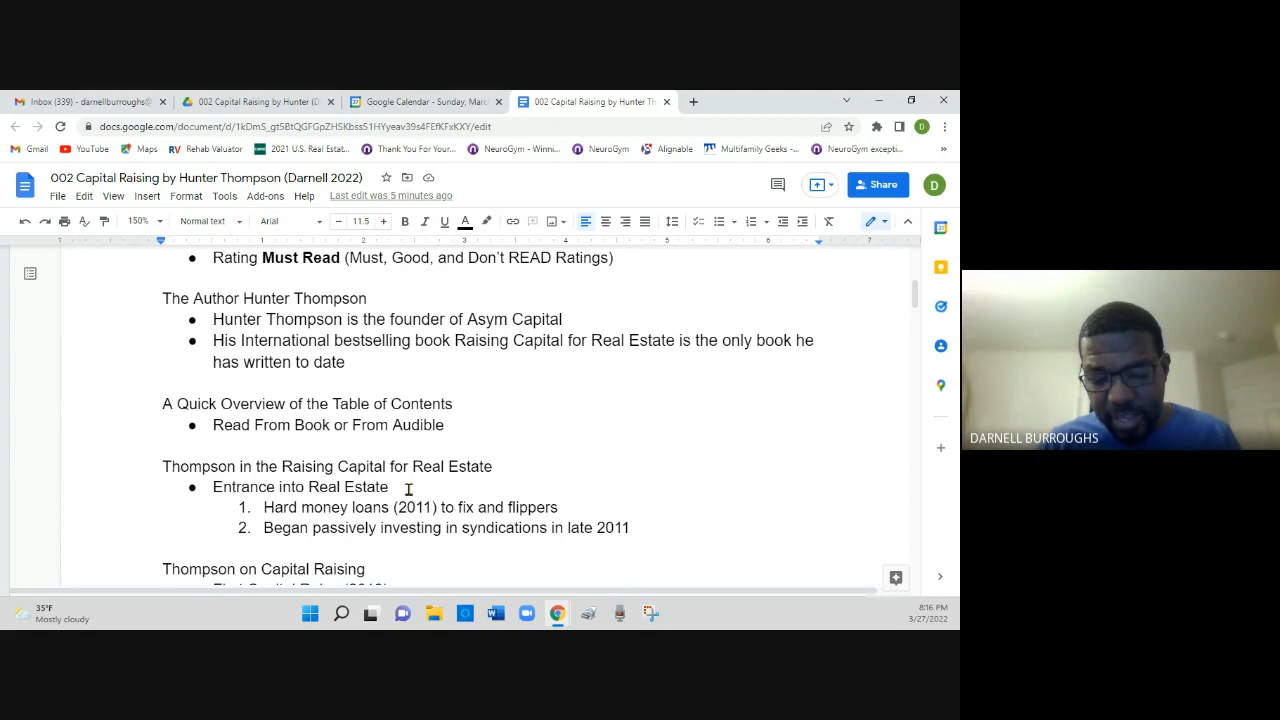 Inbox (339) - darnellburroughs@
002 Capital Raising by Hunter (D
Google Calendar - Sunday, Marc
002 Capital Raising by Hunter Th
docs.google.com/document/d/1kDmS_gt5BtQGFGpZHSKbss51HYyeav39s4FEfKFxKXY/edit
Gmail
YouTube
Maps
RV Rehab Valuator
2021 U.S. Real Estat...
Thank You For Your...
NeuroGym - Winni...
NeuroGym
Alignable
Multifamily Geeks -...
NeuroGym excepti...
002 Capital Raising by Hunter Thompson (Darnell 2022)
File Edit View Insert Format Tools Add-ons Help Last edit was 5 minutes ago
Share
D
150% Normal text Arial 11.5
1 1 2 3 4 5 6 7
● Rating Must Read (Must, Good, and Don't READ Ratings)
The Author Hunter Thompson
● Hunter Thompson is the founder of Asym Capital
● His International bestselling book Raising Capital for Real Estate is the only book he
has written to date
A Quick Overview of the Table of Contents
● Read From Book or From Audible
Thompson in the Raising Capital for Real Estate
● Entrance into Real Estate
1. Hard money loans (2011) to fix and flippers
2. Began passively investing in syndications in late 2011
Thompson on Capital Raising
35°F
Mostly cloudy
8:16 PM
3/27/2022
DARNELL BURROUGHS